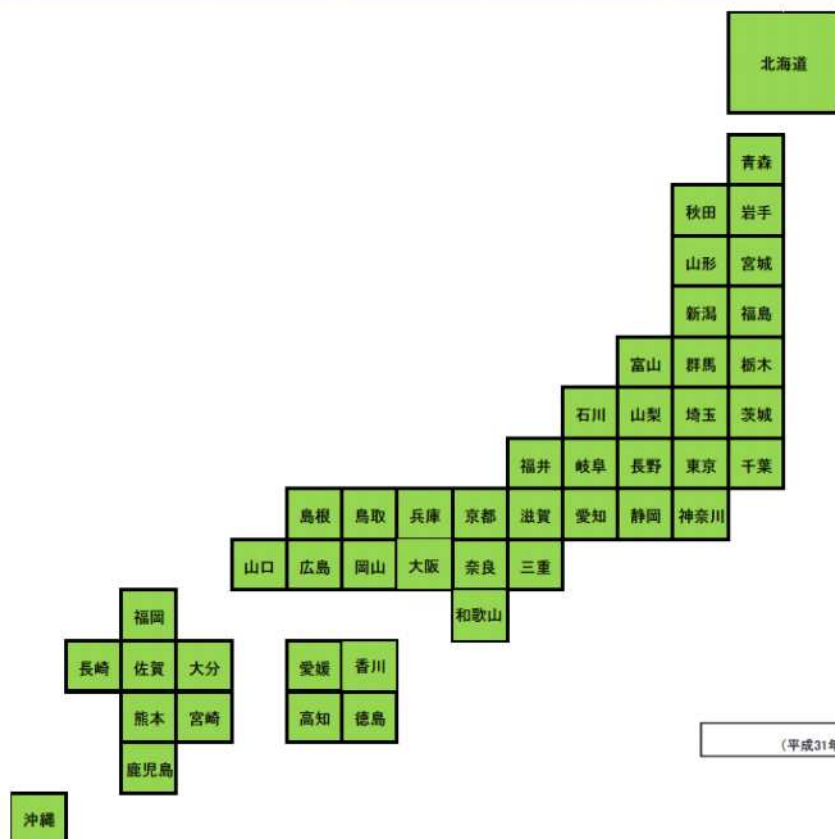 北海道
青森
秋田 岩手
山形 宮城
新潟 福島
富山 群馬 栃木
石川 山梨 埼玉 茨城
福井 岐阜 長野 東京 千葉
島根 鳥取 兵庫 京都 滋賀 愛知 静岡 神奈川
山口 広島 岡山 大阪 奈良 三重
福岡 和歌山
長崎 佐賀 大分 愛媛 香川
熊本 宮崎 高知 徳島
(平成31年
鹿児島
沖縄